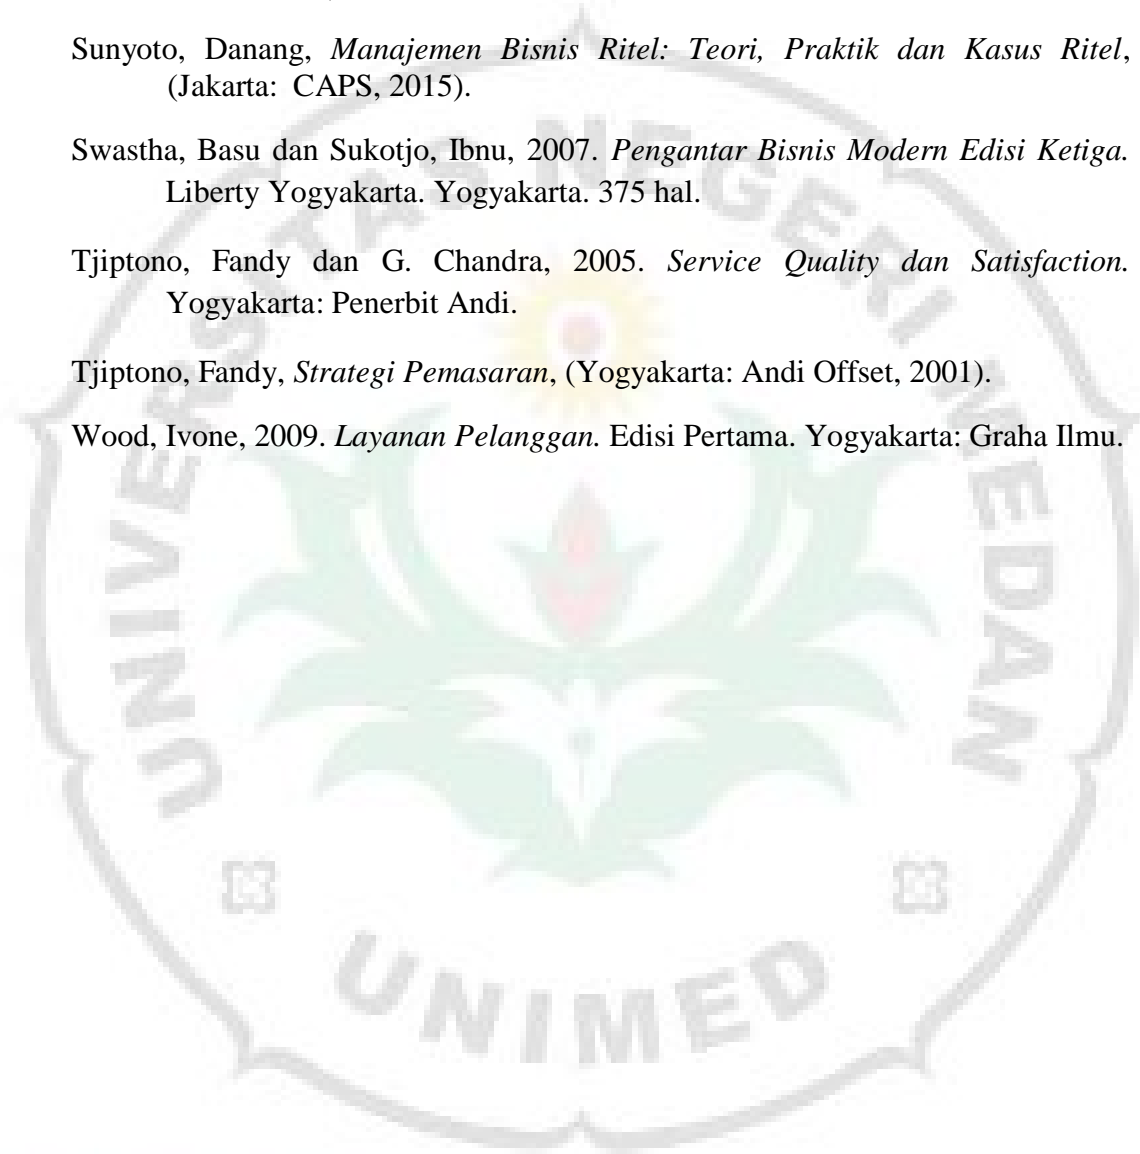 Sunyoto, Danang, Manajemen Bisnis Ritel: Teori, Praktik dan Kasus Ritel,
(Jakarta: CAPS, 2015).
Swastha, Basu dan Sukotjo, Ibnu, 2007. Pengantar Bisnis Modern Edisi Ketiga.
Liberty Yogyakarta. Yogyakarta. 375 hal.
Tjiptono, Fandy dan G. Chandra, 2005. Service Quality dan Satisfaction.
Yogyakarta: Penerbit Andi.
Tjiptono, Fandy, Strategi Pemasaran, (Yogyakarta: Andi Offset, 2001).
Wood, Ivone, 2009. Layanan Pelanggan. Edisi Pertama. Yogyakarta: Graha Ilmu.
UNIVERSITAS NEGERI MEDAN
UNIMED